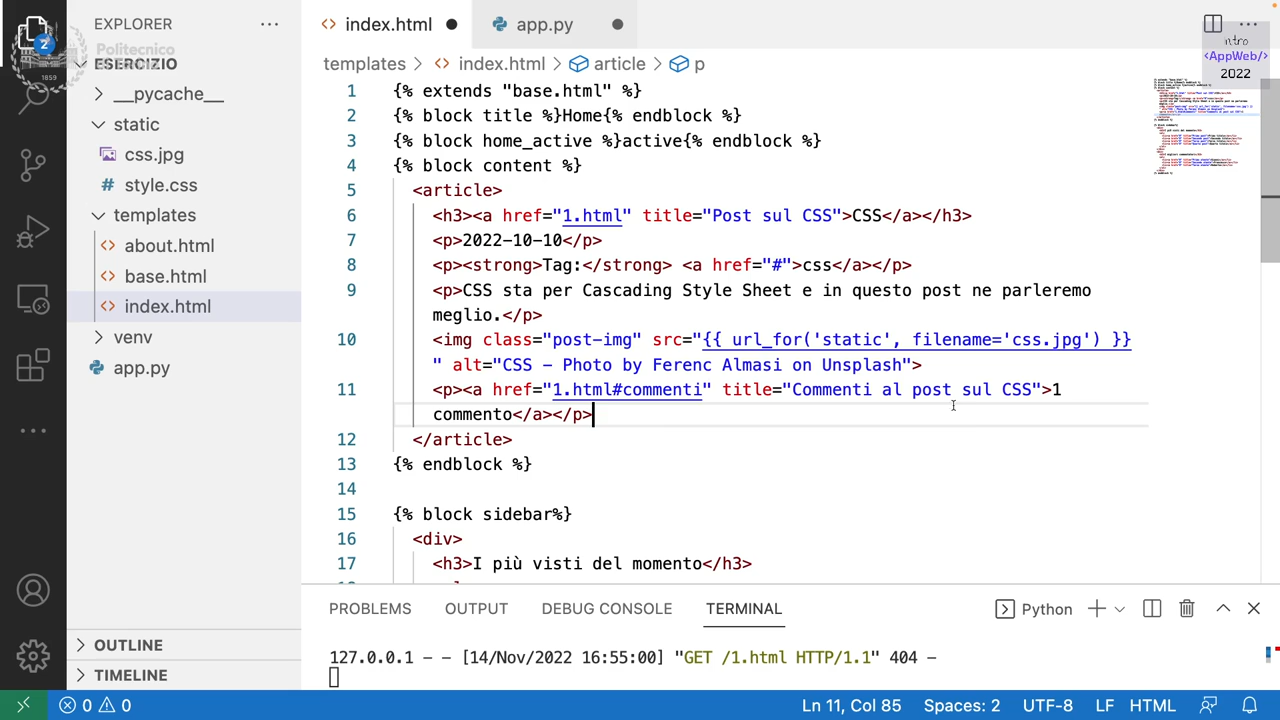 EXPLORER
index.html
app.py
2
Politecnico
1859
ntro
<AppWeb/>
2022
ESERCIZIO
templates > index.html > article > p
__pycache__
static
css.jpg
style.css
templates
about.html
base.html
index.html
venv
app.py
1 {% extends "base.html" %}
2 {% block title %}Home{% endblock %}
3 {% block home_active %}active{% endblock %}
4 {% block content %}
5 <article>
6 <h3><a href="1.html" title="Post sul CSS">CSS</a></h3>
7 <p>2022-10-10</p>
8 <p><strong>Tag:</strong> <a href="#">css</a></p>
9 <p>CSS sta per Cascading Style Sheet e in questo post ne parleremo
meglio.</p>
10 <img class="post-img" src="{{ url_for('static', filename='css.jpg') }}
" alt="CSS – Photo by Ferenc Almasi on Unsplash">
11 <p><a href="1.html#commenti" title="Commenti al post sul CSS">1
commento</a></p>
12 </article>
13 {% endblock %}
14
15 {% block sidebar%}
16 <div>
17 <h3>I più visti del momento</h3>
PROBLEMS OUTPUT DEBUG CONSOLE TERMINAL
Python
127.0.0.1 - - [14/Nov/2022 16:55:00] "GET /1.html HTTP/1.1" 404 -
OUTLINE
TIMELINE
0 0
Ln 11, Col 85 Spaces: 2 UTF-8 LF HTML